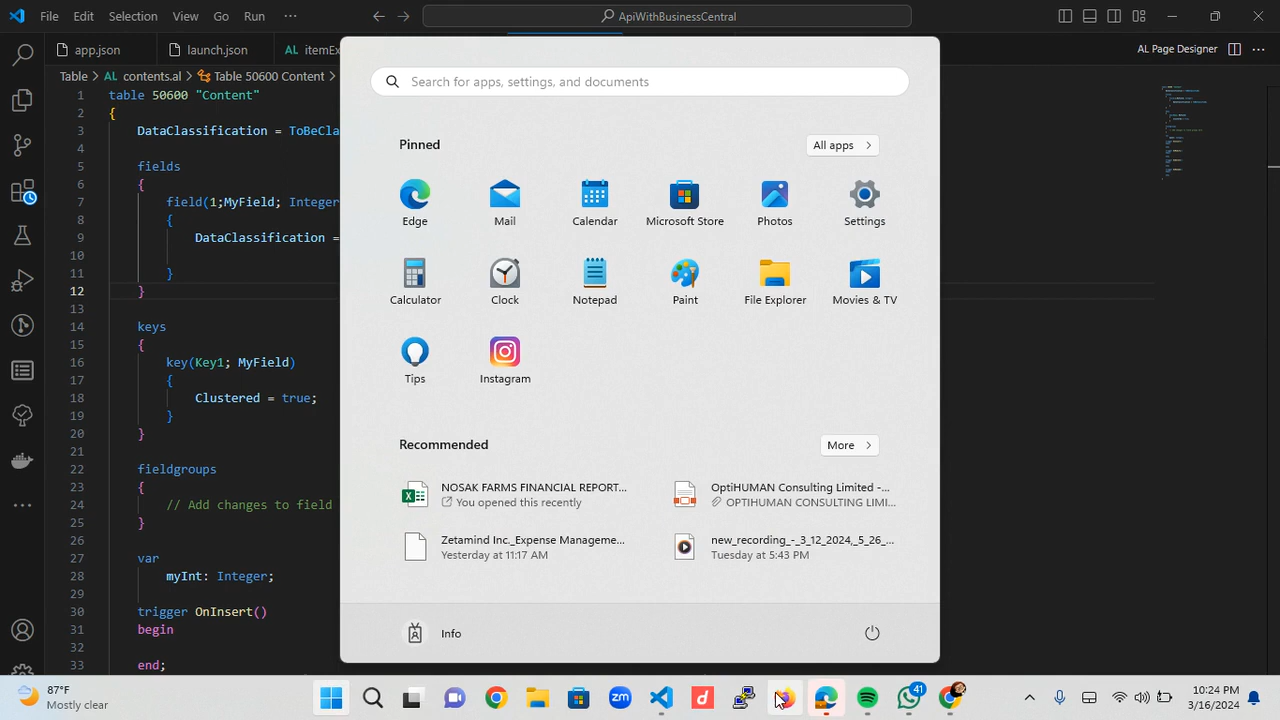 File Edit Selection View Go Run ···
ApiWithBusinessCentral
app.json launch.json AL itemEx
AL Page Designer
Table > AL contents.al > Table 50600 Content >
1 table 50600 "Content"
2 {
3 DataClassification = ToBeCla
4
5 fields
6 {
7 field(1;MyField; Integer
8 {
9 DataClassification =
10
11 }
12 }
13
14 keys
15 {
16 key(Key1; MyField)
17 {
18 Clustered = true;
19 }
20 }
21
22 fieldgroups
23 {
24 Add changes to field
25 }
26
27 var
28 myInt: Integer;
29
30 trigger OnInsert()
31 begin
32
33 end;
Search for apps, settings, and documents
Pinned
All apps >
Edge Mail Calendar Microsoft Store Photos Settings
Calculator Clock Notepad Paint File Explorer Movies & TV
Tips Instagram
Recommended
More >
NOSAK FARMS FINANCIAL REPORT...
You opened this recently
OptiHUMAN Consulting Limited -...
OPTIHUMAN CONSULTING LIMI...
Zetamind Inc._Expense Manageme...
Yesterday at 11:17 AM
new_recording_-_3_12_2024,_5_26_...
Tuesday at 5:43 PM
Info
87°F
Mostly clear
zm
d
41
10:24 PM
3/16/2024